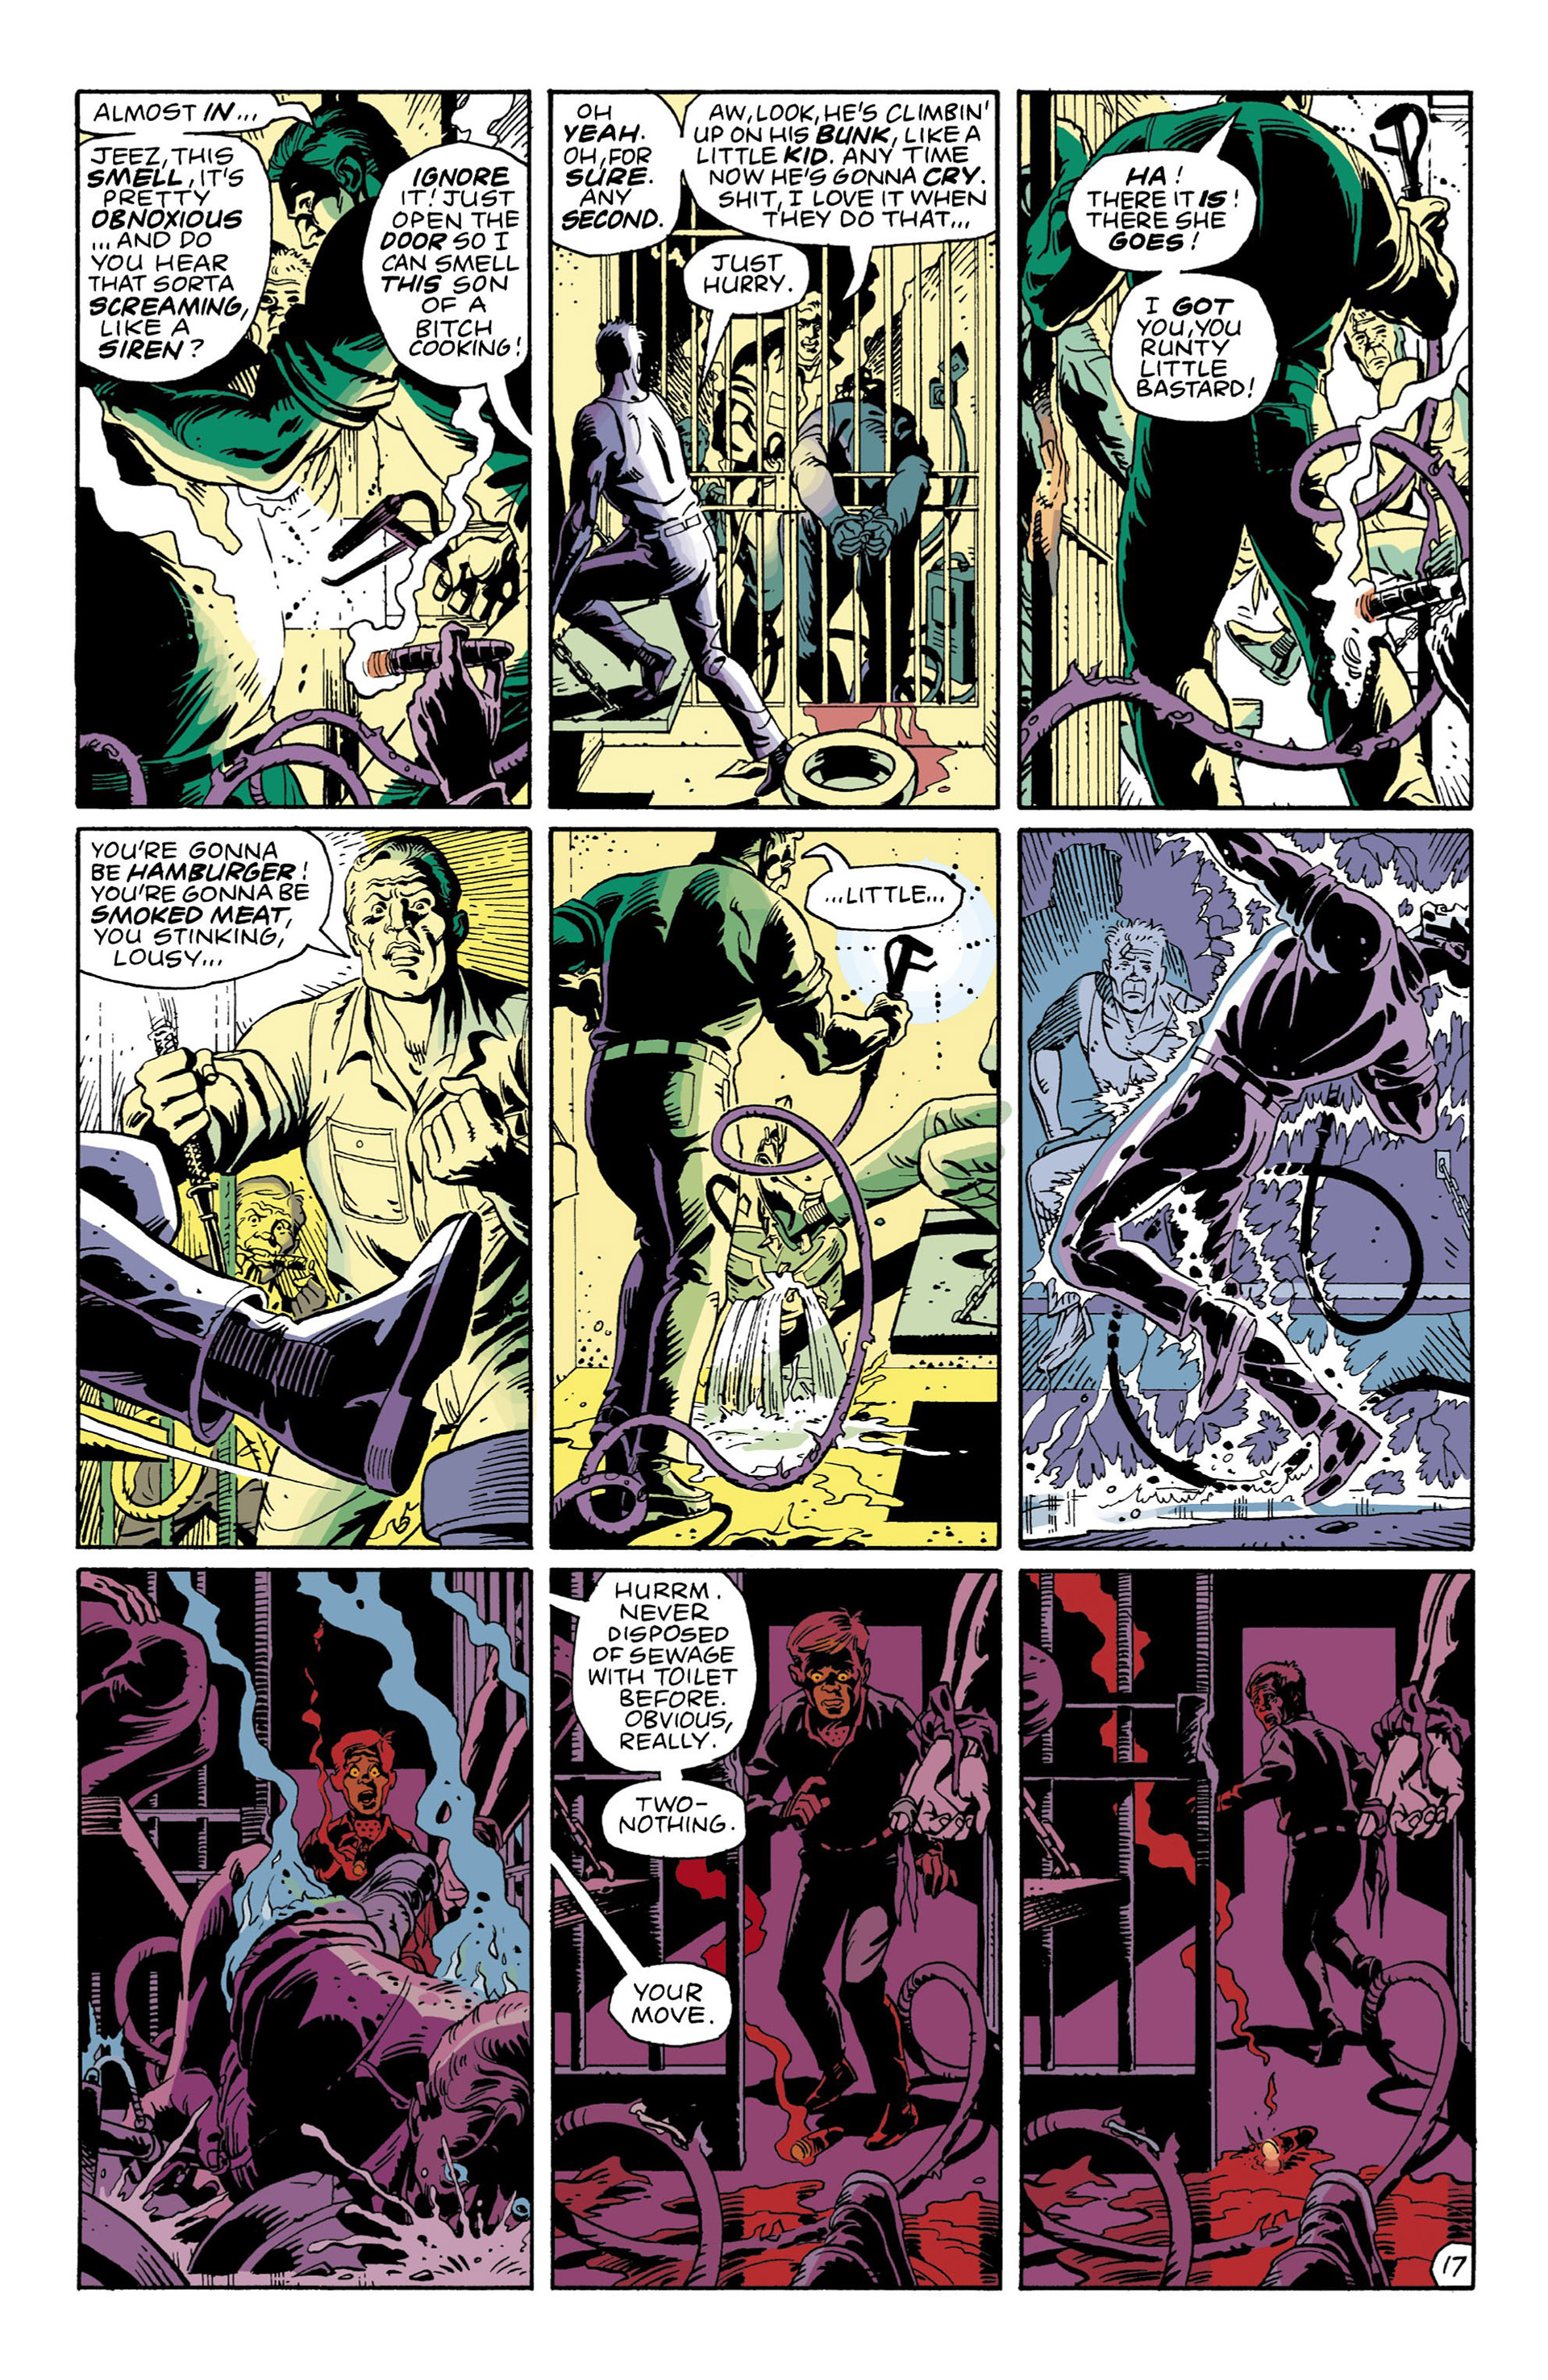 ALMOST IN...
JEEZ, THIS
SMELL, IT'S
PRETTY
OBNOXIOUS
...AND DO
YOU HEAR
THAT SORTA
SCREAMING,
LIKE A
SIREN?
IGNORE
IT! JUST
OPEN THE
DOOR SO I
CAN SMELL
THIS SON
OF A
BITCH
COOKING!
OH
YEAH.
OH, FOR
SURE.
ANY
SECOND.
AW, LOOK, HE'S CLIMBIN'
UP ON HIS BUNK, LIKE A
LITTLE KID. ANY TIME
NOW HE'S GONNA CRY.
SHIT, I LOVE IT WHEN
THEY DO THAT...
JUST
HURRY.
HA!
THERE IT IS!
THERE SHE
GOES!
I GOT
YOU, YOU
RUNTY
LITTLE
BASTARD!
YOU'RE GONNA
BE HAMBURGER!
YOU'RE GONNA BE
SMOKED MEAT,
YOU STINKING,
LOUSY...
...LITTLE...
HURRM.
NEVER
DISPOSED
OF SEWAGE
WITH TOILET
BEFORE.
OBVIOUS,
REALLY.
TWO-
NOTHING.
YOUR
MOVE.
17